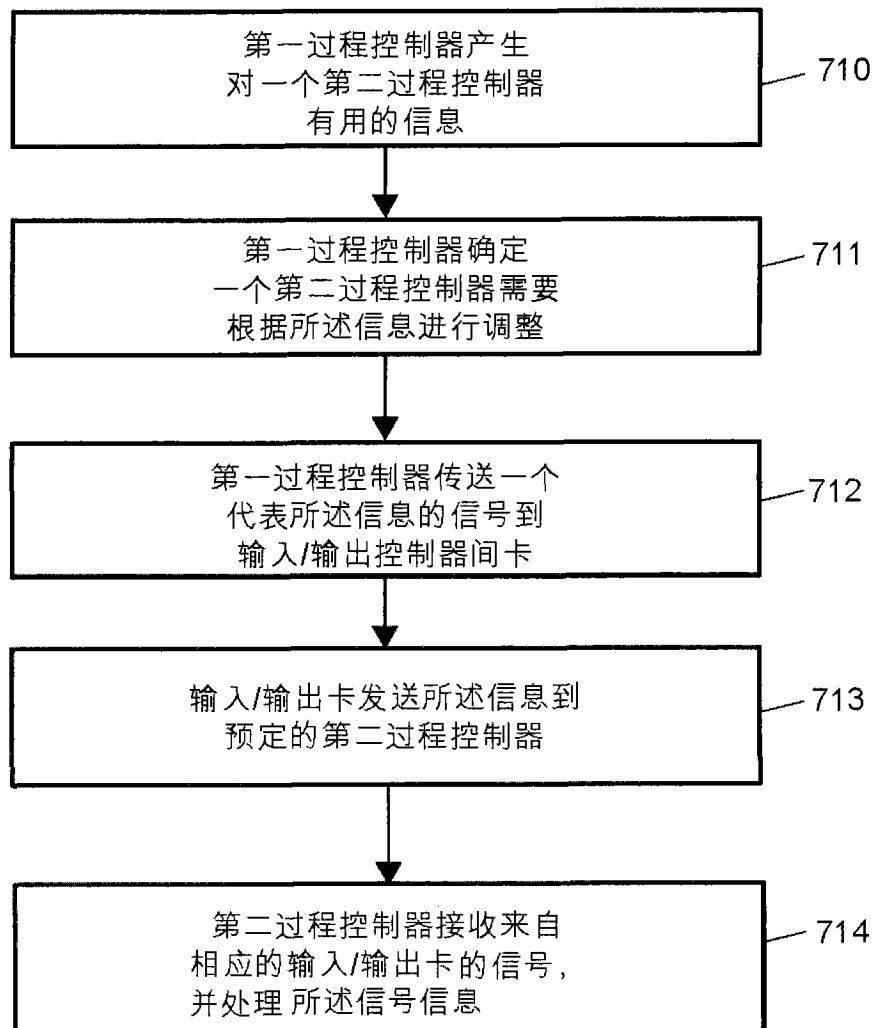 第一过程控制器产生
对一个第二过程控制器
有用的信息
710
第一过程控制器确定
一个第二过程控制器需要
根据所述信息进行调整
711
第一过程控制器传送一个
代表所述信息的信号到
输入/输出控制器间卡
712
输入/输出卡发送所述信息到
预定的第二过程控制器
713
第二过程控制器接收来自
相应的输入/输出卡的信号，
并处理所述信号信息
714